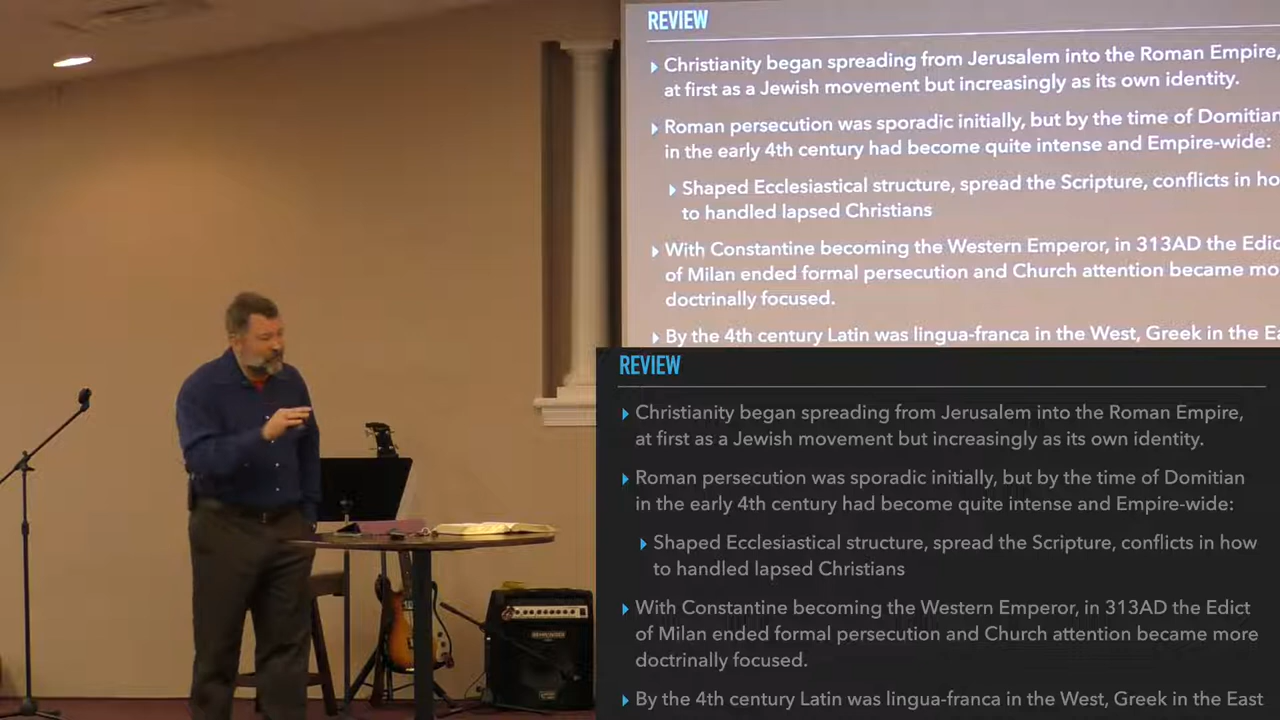 REVIEW
Christianity began spreading from Jerusalem into the Roman Empire,
at first as a Jewish movement but increasingly as its own identity.
Roman persecution was sporadic initially, but by the time of Domitian
in the early 4th century had become quite intense and Empire-wide:
Shaped Ecclesiastical structure, spread the Scripture, conflicts in ho
to handled lapsed Christians
With Constantine becoming the Western Emperor, in 313AD the Edic
of Milan ended formal persecution and Church attention became mo
doctrinally focused.
By the 4th century Latin was lingua-franca in the West, Greek in the Ea
REVIEW
Christianity began spreading from Jerusalem into the Roman Empire,
at first as a Jewish movement but increasingly as its own identity.
Roman persecution was sporadic initially, but by the time of Domitian
in the early 4th century had become quite intense and Empire-wide:
Shaped Ecclesiastical structure, spread the Scripture, conflicts in how
to handled lapsed Christians
With Constantine becoming the Western Emperor, in 313AD the Edict
of Milan ended formal persecution and Church attention became more
doctrinally focused.
By the 4th century Latin was lingua-franca in the West, Greek in the East